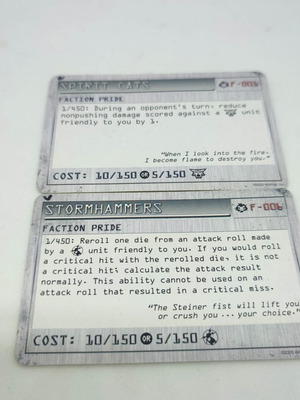 SPIRIT CATS
FACTION PRIDE
1/450: During an opponent's turn, reduce
nonpushing damage scored against a unit
friendly to you by 1.
"When I look into the fire,
I become flame to destroy you."
COST: 10/150 OR 5/150
STORMHAMMERS F-006
FACTION PRIDE
1/450: Reroll one die from an attack roll made
by a unit friendly to you. If you would roll
a critical hit with the rerolled die, it is not
a critical hit; calculate the attack result
normally. This ability cannot be used on an
attack roll that resulted in a critical miss.
"The Steiner fist will lift you
or crush you ... your choice."
COST: 10/150 OR 5/150